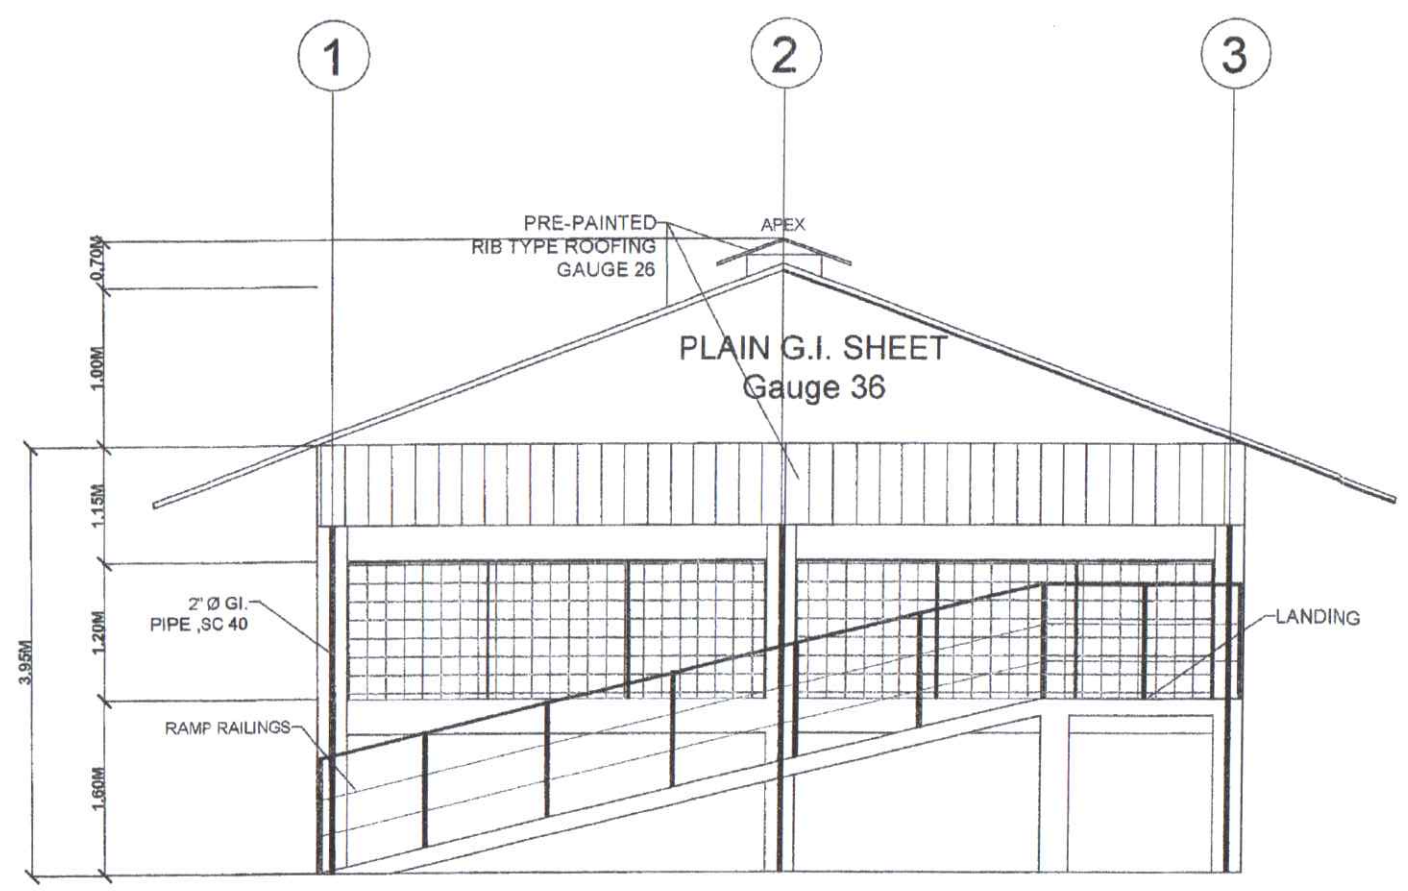 1
2
3
PRE-PAINTED
RIB TYPE ROOFING
GAUGE 26
APEX
0.70M
PLAIN G.I. SHEET
Gauge 36
1.00M
1.15M
2" Ø GI.
PIPE ,SC 40
1.20M
3.95M
LANDING
RAMP RAILINGS
1.60M